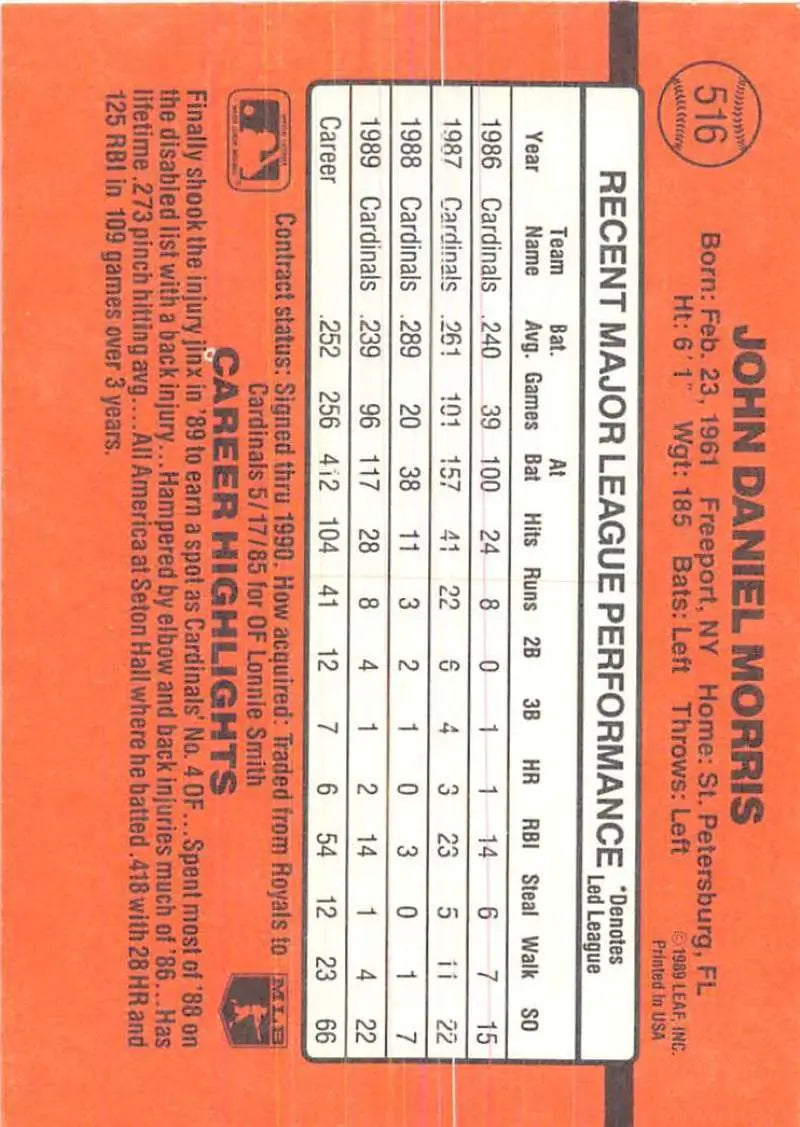 516
JOHN DANIEL MORRIS
Born: Feb. 23, 1961 Freeport, NY Home: St. Petersburg, FL
Ht: 6'1" Wgt: 185 Bats: Left Throws: Left
© 1989 LEAF, INC.
Printed in USA
RECENT MAJOR LEAGUE PERFORMANCE *Denotes Led League
Year Team Name Bat. Avg. Games At Bat Hits Runs 2B 3B HR RBI Steal Walk SO
1986 Cardinals .240 39 100 24 8 0 1 1 14 6 7 15
1987 Cardinals .261 101 157 41 22 6 4 3 23 5 11 22
1988 Cardinals .289 20 38 11 3 2 1 0 3 0 1 7
1989 Cardinals .239 96 117 28 8 4 1 2 14 1 4 22
Career .252 256 412 104 41 12 7 6 54 12 23 66
Contract status: Signed thru 1990. How acquired: Traded from Royals to
Cardinals 5/17/85 for OF Lonnie Smith
MLB
CAREER HIGHLIGHTS
Finally shook the injury jinx in '89 to earn a spot as Cardinals' No. 4 OF...Spent most of '88 on
the disabled list with a back injury...Hampered by elbow and back injuries much of '86...Has
lifetime .273 pinch hitting avg....All America at Seton Hall where he batted .418 with 28 HR and
125 RBI in 109 games over 3 years.